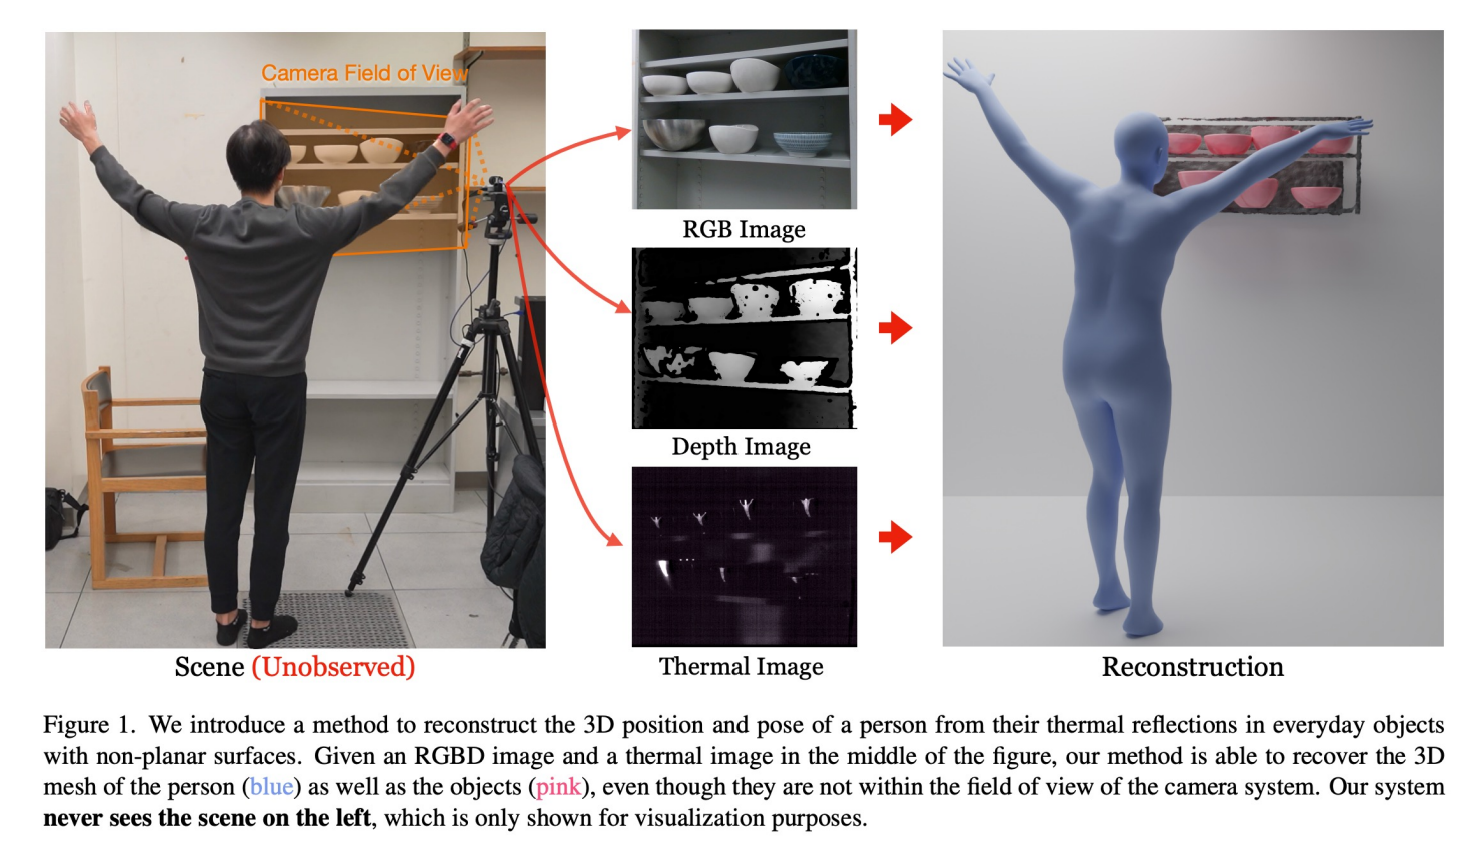 Camera Field of View
RGB Image
Depth Image
Thermal Image
Scene (Unobserved)
Reconstruction
Figure 1. We introduce a method to reconstruct the 3D position and pose of a person from their thermal reflections in everyday objects
with non-planar surfaces. Given an RGBD image and a thermal image in the middle of the figure, our method is able to recover the 3D
mesh of the person (blue) as well as the objects (pink), even though they are not within the field of view of the camera system. Our system
never sees the scene on the left, which is only shown for visualization purposes.